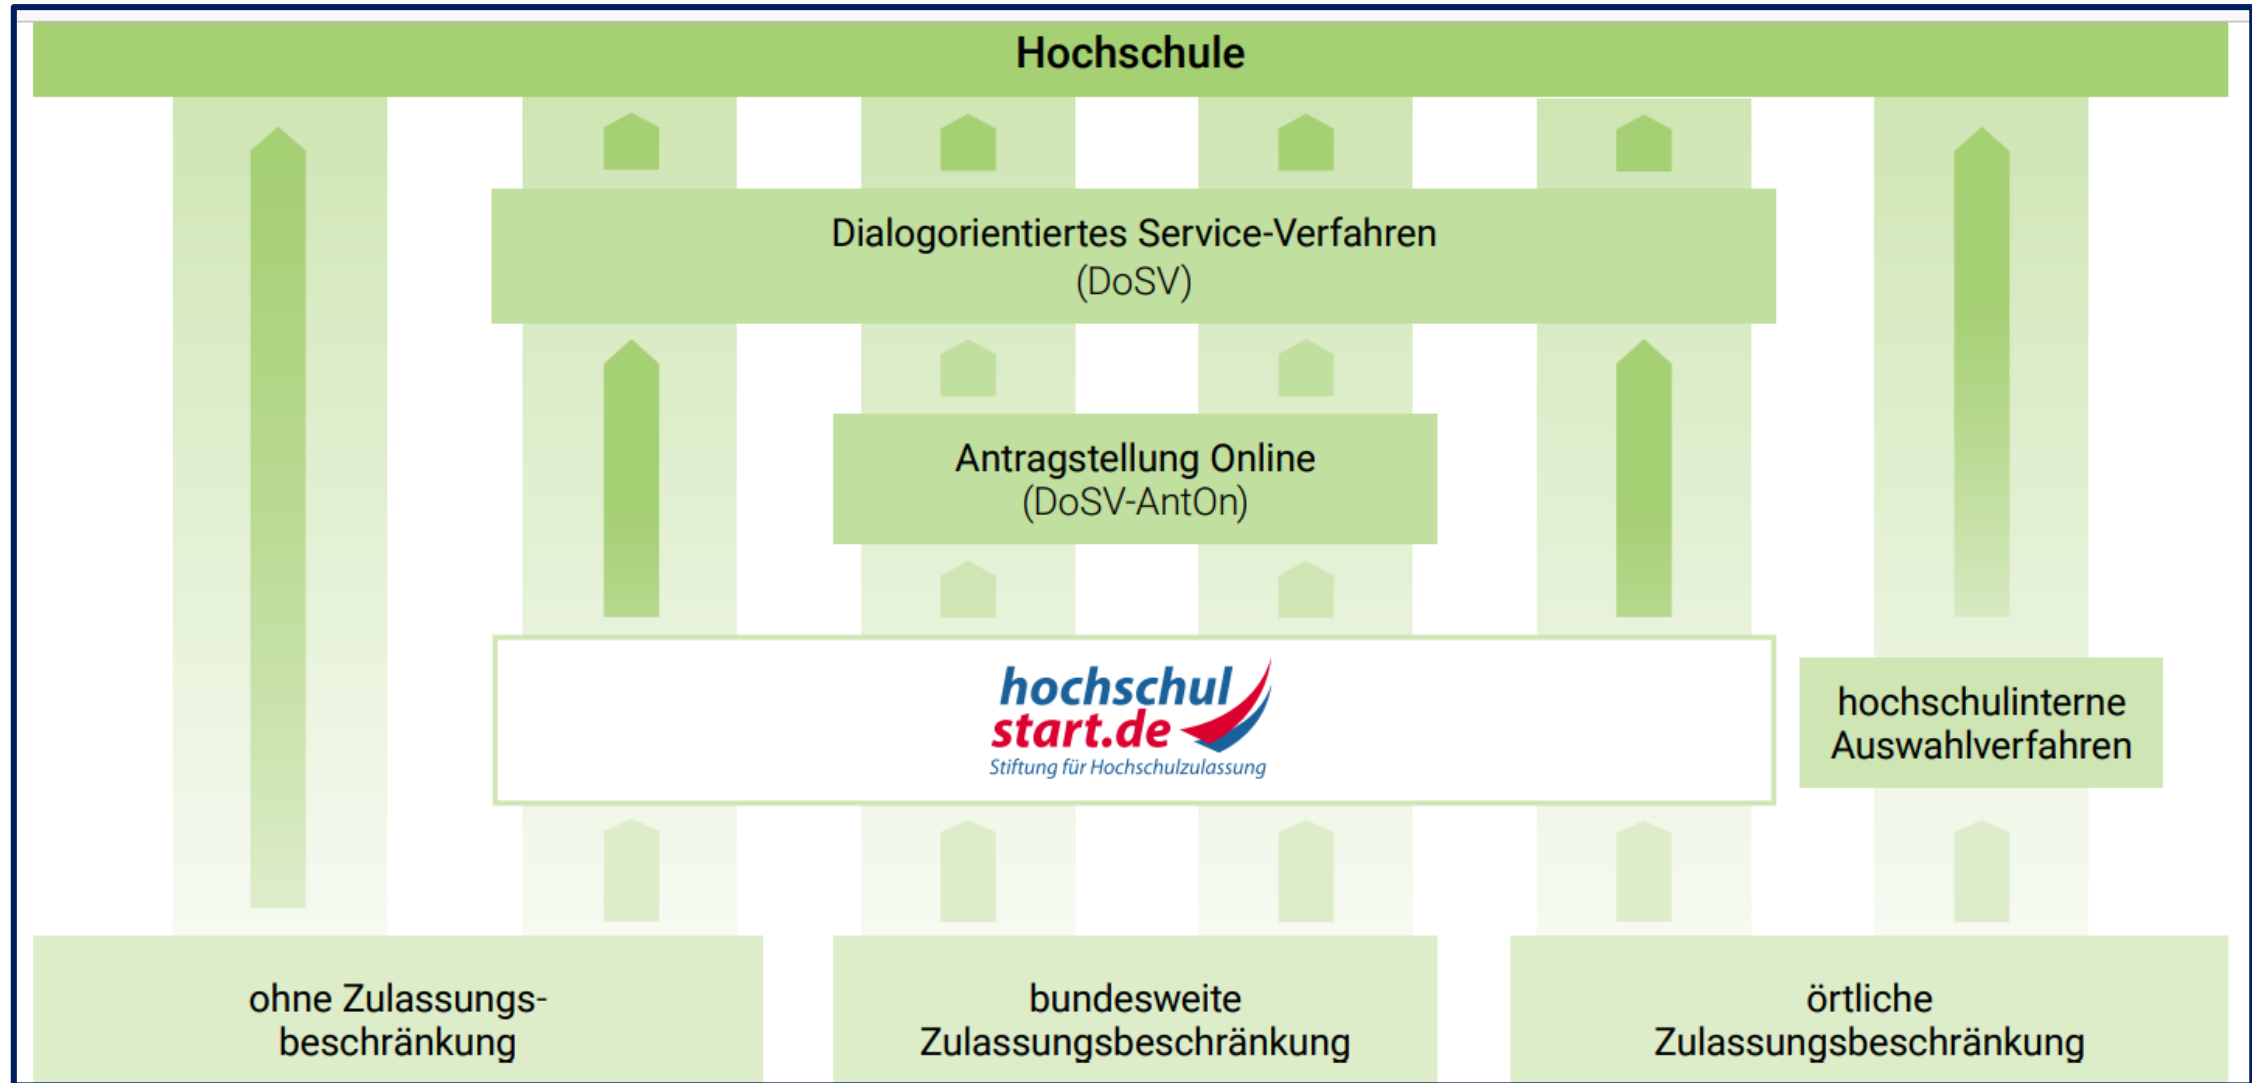 Hochschule
Dialogorientiertes Service-Verfahren
(DoSV)
Antragstellung Online
(DoSV-AntOn)
hochschul
start.de
Stiftung für Hochschulzulassung
hochschulinterne
Auswahlverfahren
ohne Zulassungs-
beschränkung
bundesweite
Zulassungsbeschränkung
örtliche
Zulassungsbeschränkung